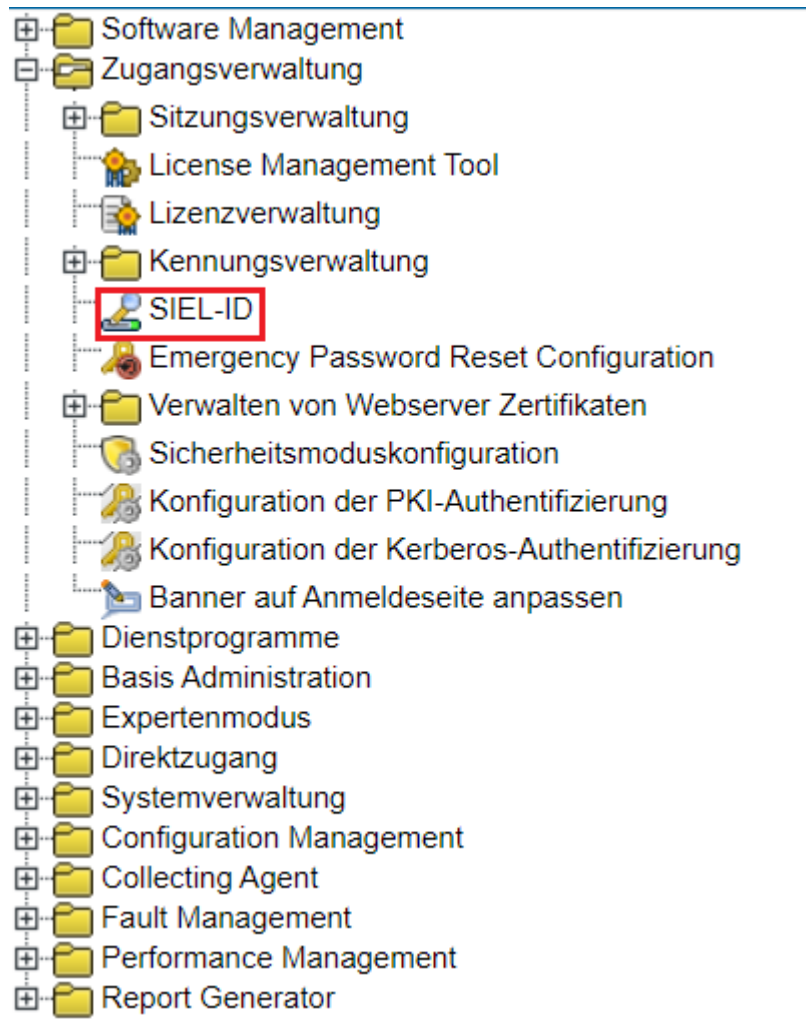 Software Management
Zugangsverwaltung
Sitzungsverwaltung
License Management Tool
Lizenzverwaltung
Kennungsverwaltung
SIEL-ID
Emergency Password Reset Configuration
Verwalten von Webserver Zertifikaten
Sicherheitsmoduskonfiguration
Konfiguration der PKI-Authentifizierung
Konfiguration der Kerberos-Authentifizierung
Banner auf Anmeldeseite anpassen
Dienstprogramme
Basis Administration
Expertenmodus
Direktzugang
Systemverwaltung
Configuration Management
Collecting Agent
Fault Management
Performance Management
Report Generator